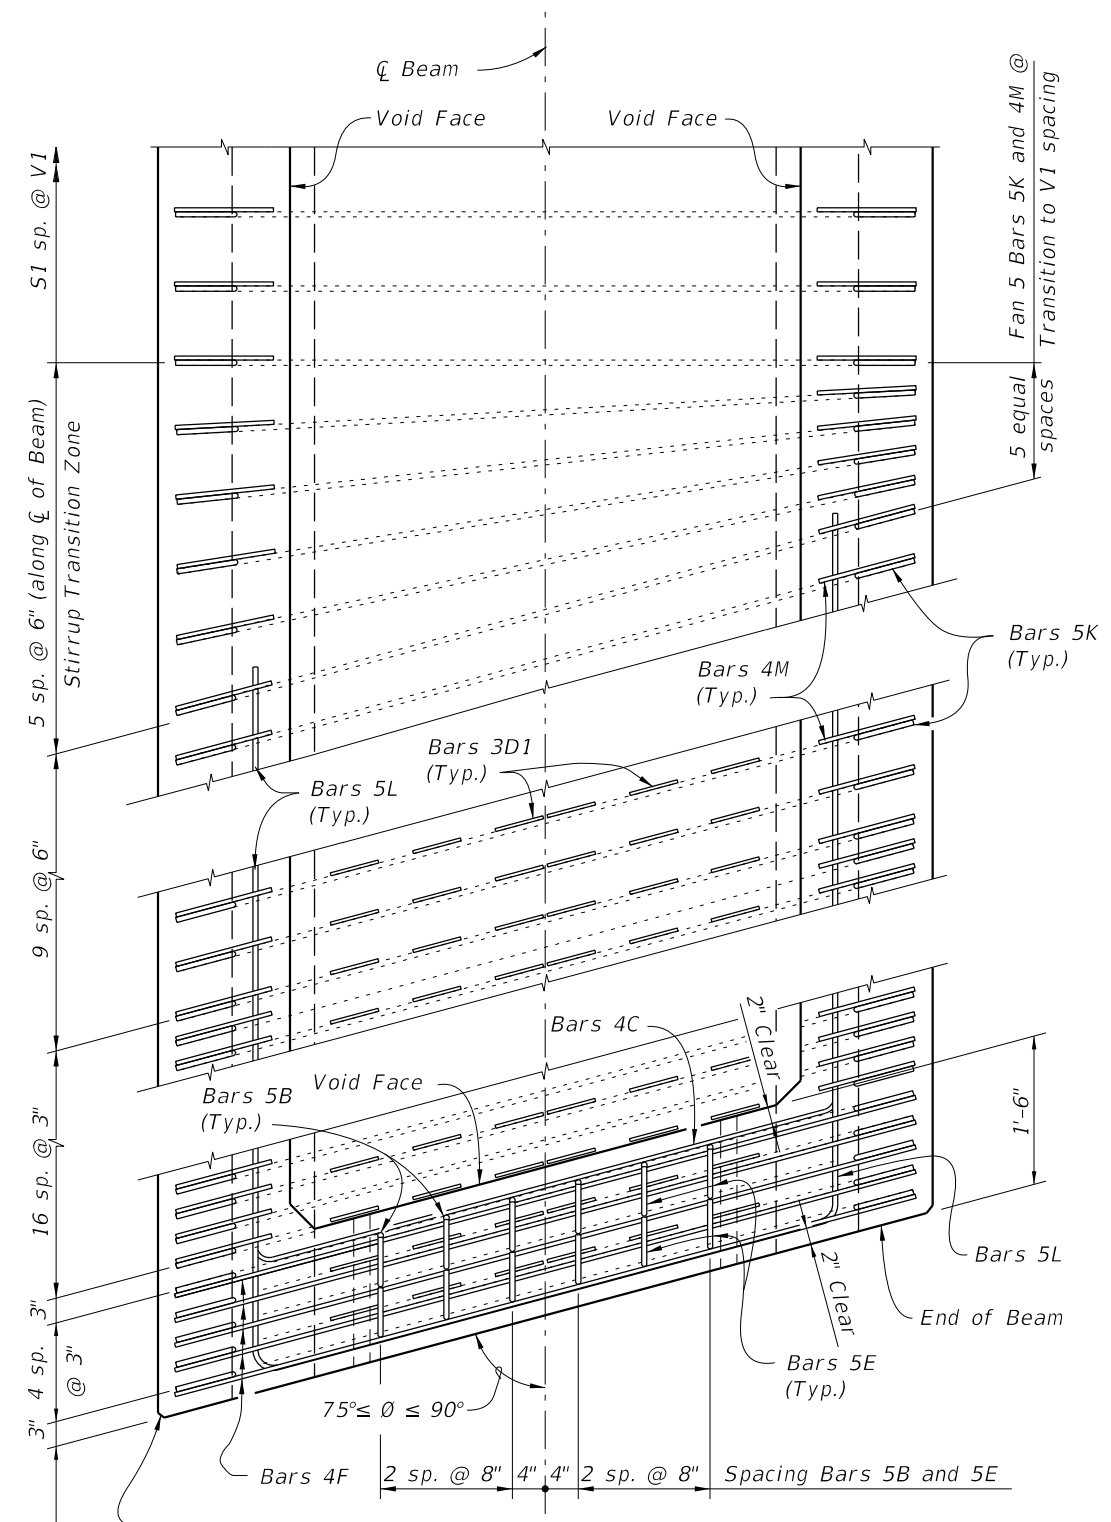 ℄ Beam
Void Face
Void Face
S1 sp. @ V1
Fan 5 Bars 5K and 4M @
Transition to V1 spacing
5 equal
spaces
5 sp. @ 6" (along ℄ of Beam)
Stirrup Transition Zone
Bars 5K
(Typ.)
Bars 4M
(Typ.)
Bars 3D1
(Typ.)
Bars 5L
(Typ.)
9 sp. @ 6"
2" Clear
Bars 4C
Void Face
Bars 5B
(Typ.)
1'-6"
16 sp. @ 3"
Bars 5L
2" Clear
End of Beam
3"
4 sp.
@ 3"
Bars 5E
(Typ.)
75°≤ Ø ≤ 90°
3"
Bars 4F
2 sp. @ 8"
4"
4"
2 sp. @ 8"
Spacing Bars 5B and 5E